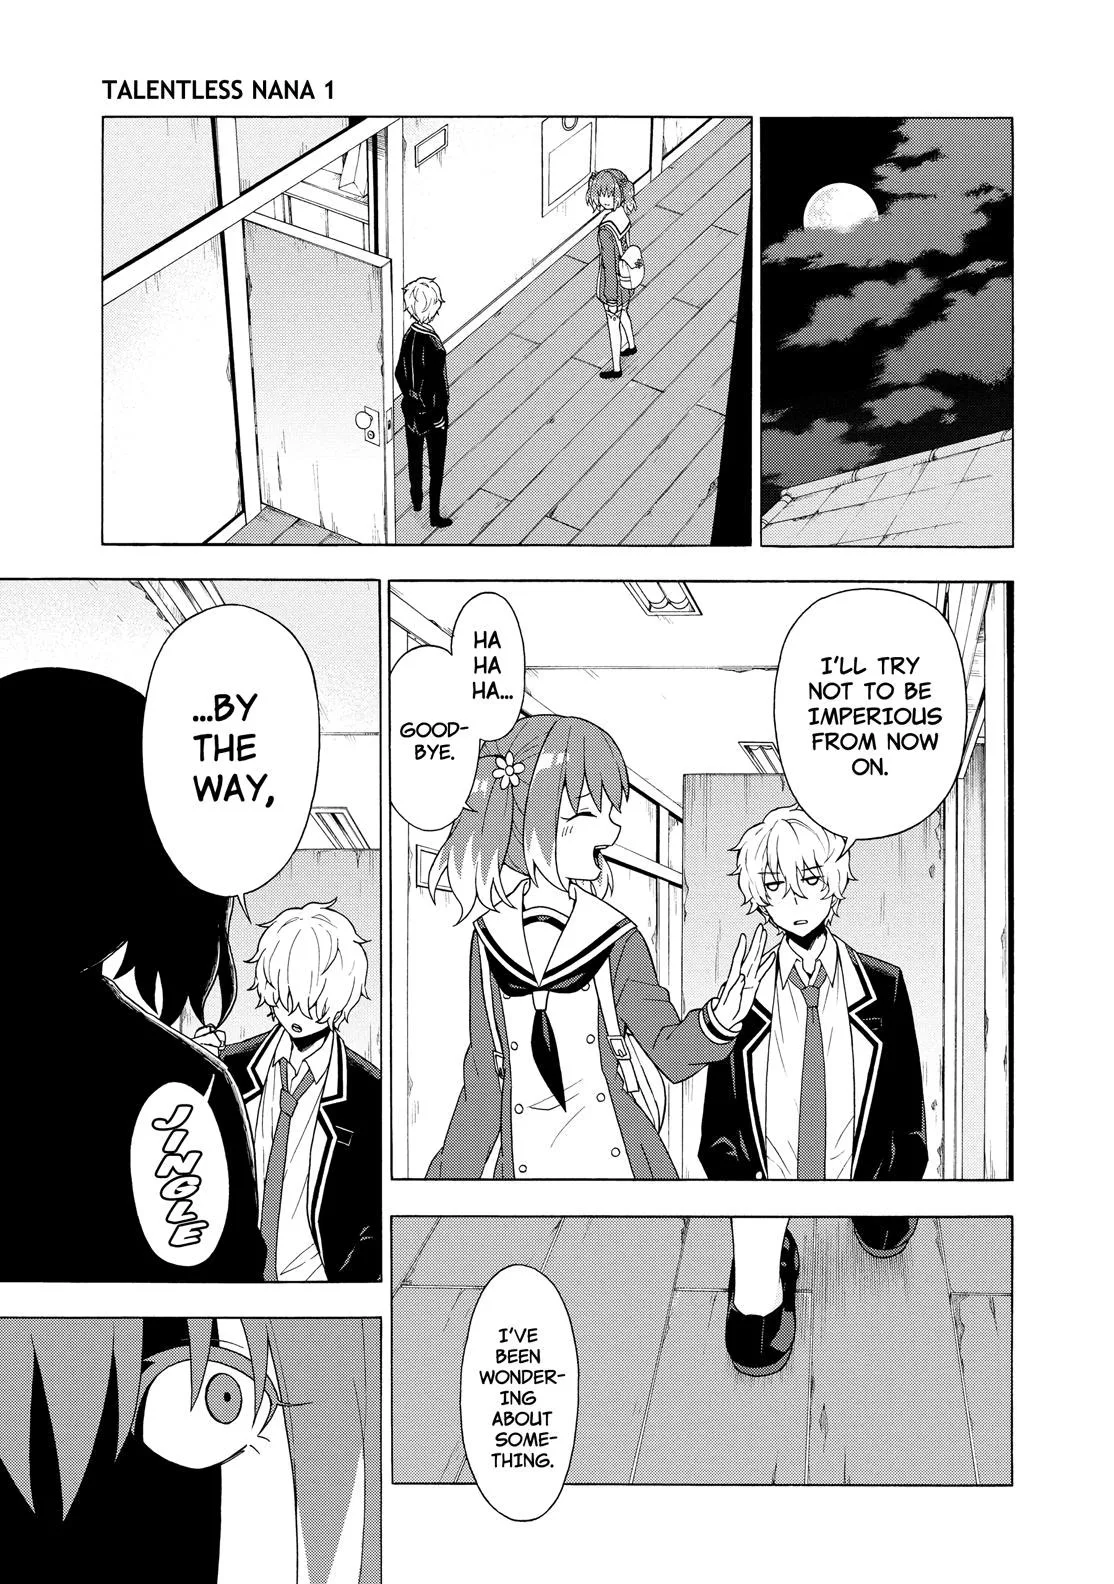 TALENTLESS NANA 1
I'LL TRY
NOT TO BE
IMPERIOUS
FROM NOW
ON.
HA
HA
HA...
GOOD-
BYE.
I'VE
BEEN
WONDER-
ING
ABOUT
SOME-
THING.
...BY
THE
WAY,
JINGLE